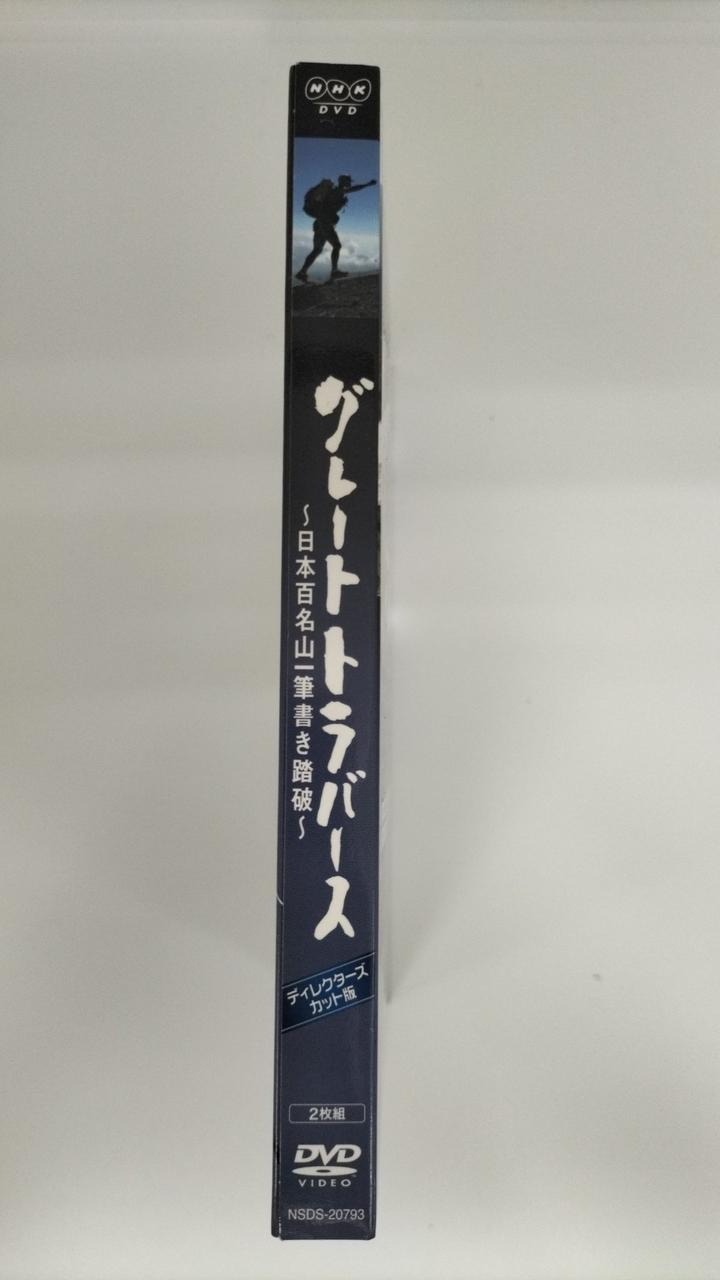 NHK
DVD
グレートトラバース
～日本百名山一筆書き踏破～
ディレクターズ
カット版
2枚組
DVD
VIDEO
NSDS-20793